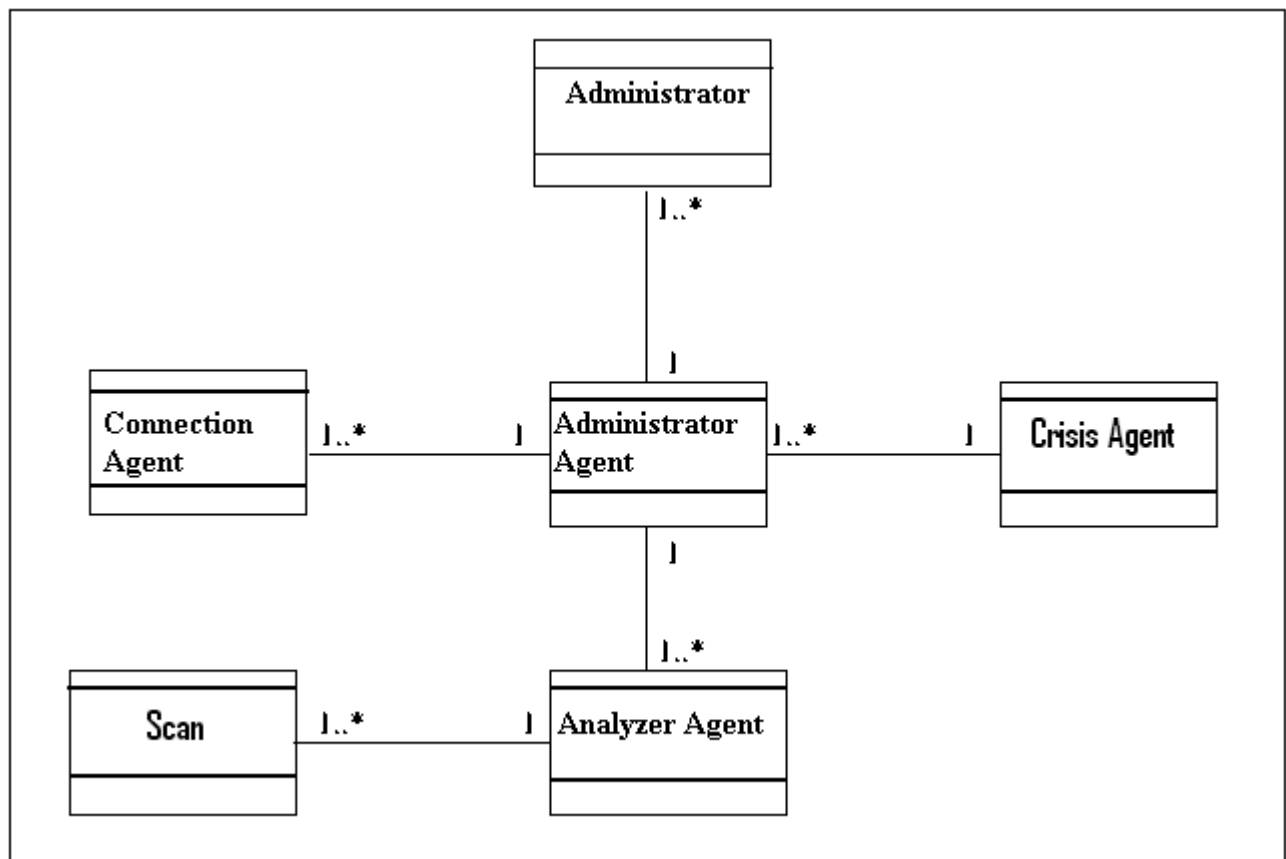 Administrator
1..*
1
Connection
Agent
1..*
1
Administrator
Agent
1..*
1
Crisis Agent
1
1..*
Scan
1..*
1
Analyzer Agent